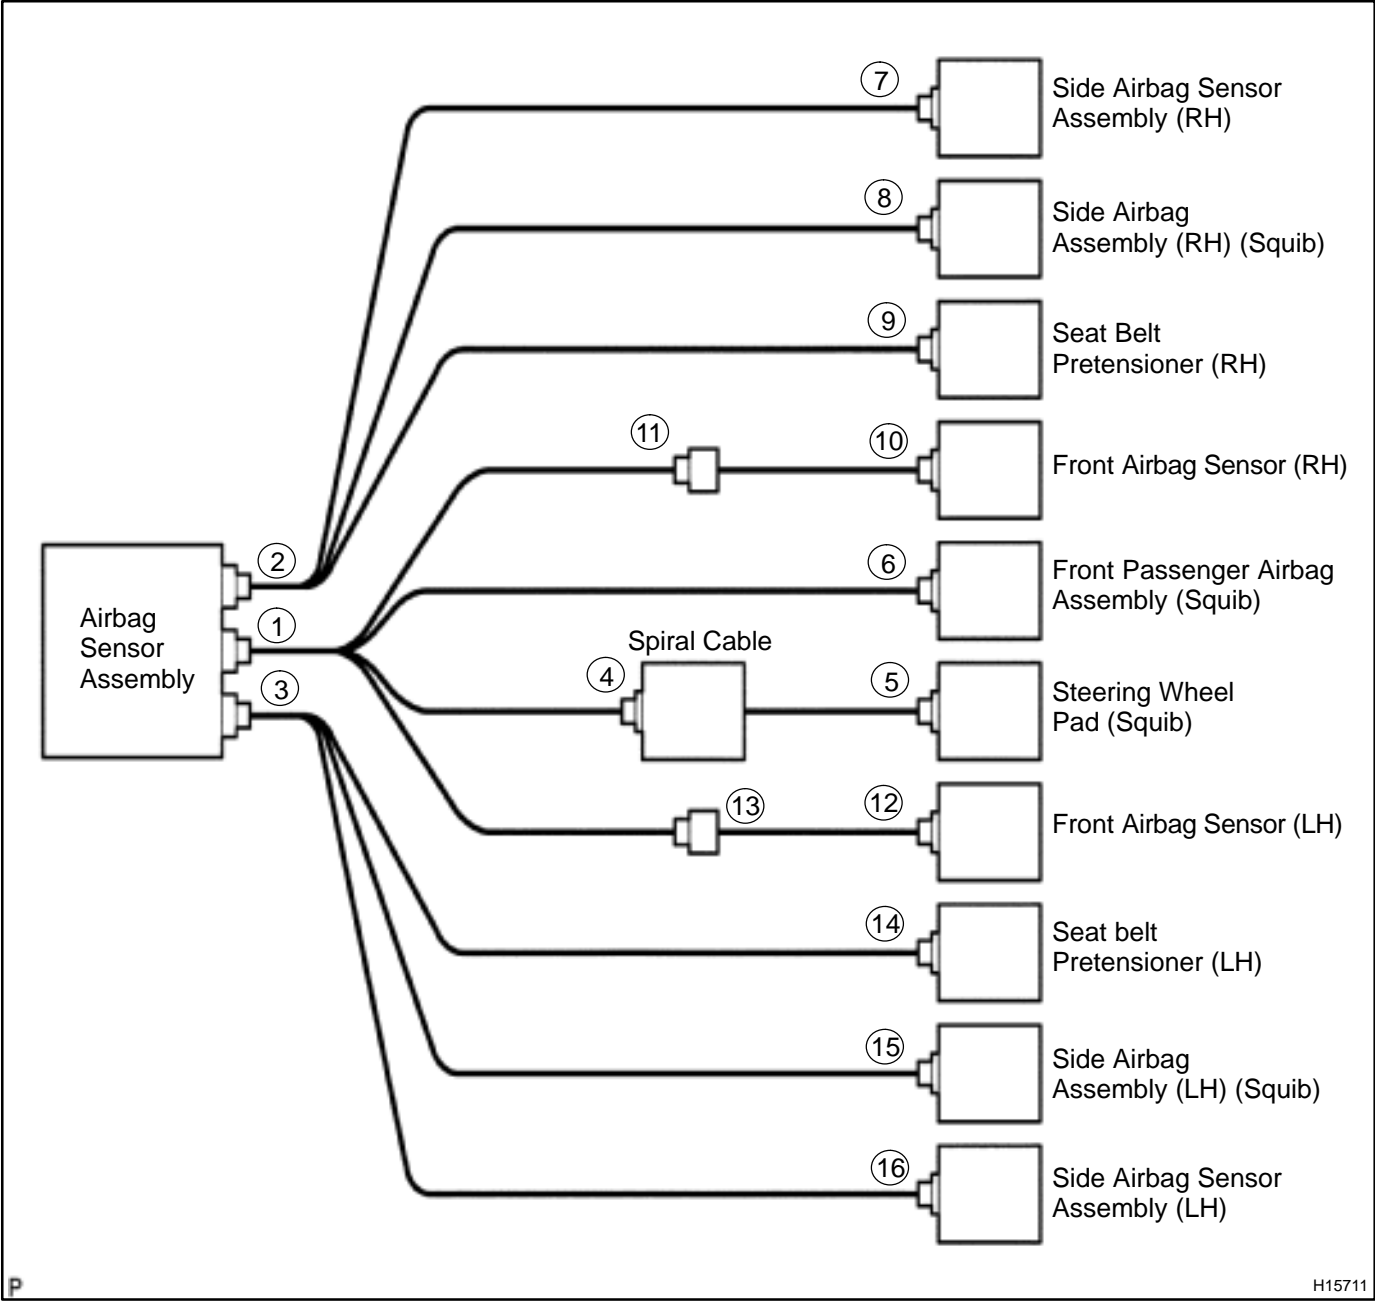 7
Side Airbag Sensor
Assembly (RH)
8
Side Airbag
Assembly (RH) (Squib)
9
Seat Belt
Pretensioner (RH)
11
10
Front Airbag Sensor (RH)
2
6
Front Passenger Airbag
Assembly (Squib)
Airbag
Sensor
Assembly
1
3
Spiral Cable
4
5
Steering Wheel
Pad (Squib)
13
12
Front Airbag Sensor (LH)
14
Seat belt
Pretensioner (LH)
15
Side Airbag
Assembly (LH) (Squib)
16
Side Airbag Sensor
Assembly (LH)
P
H15711